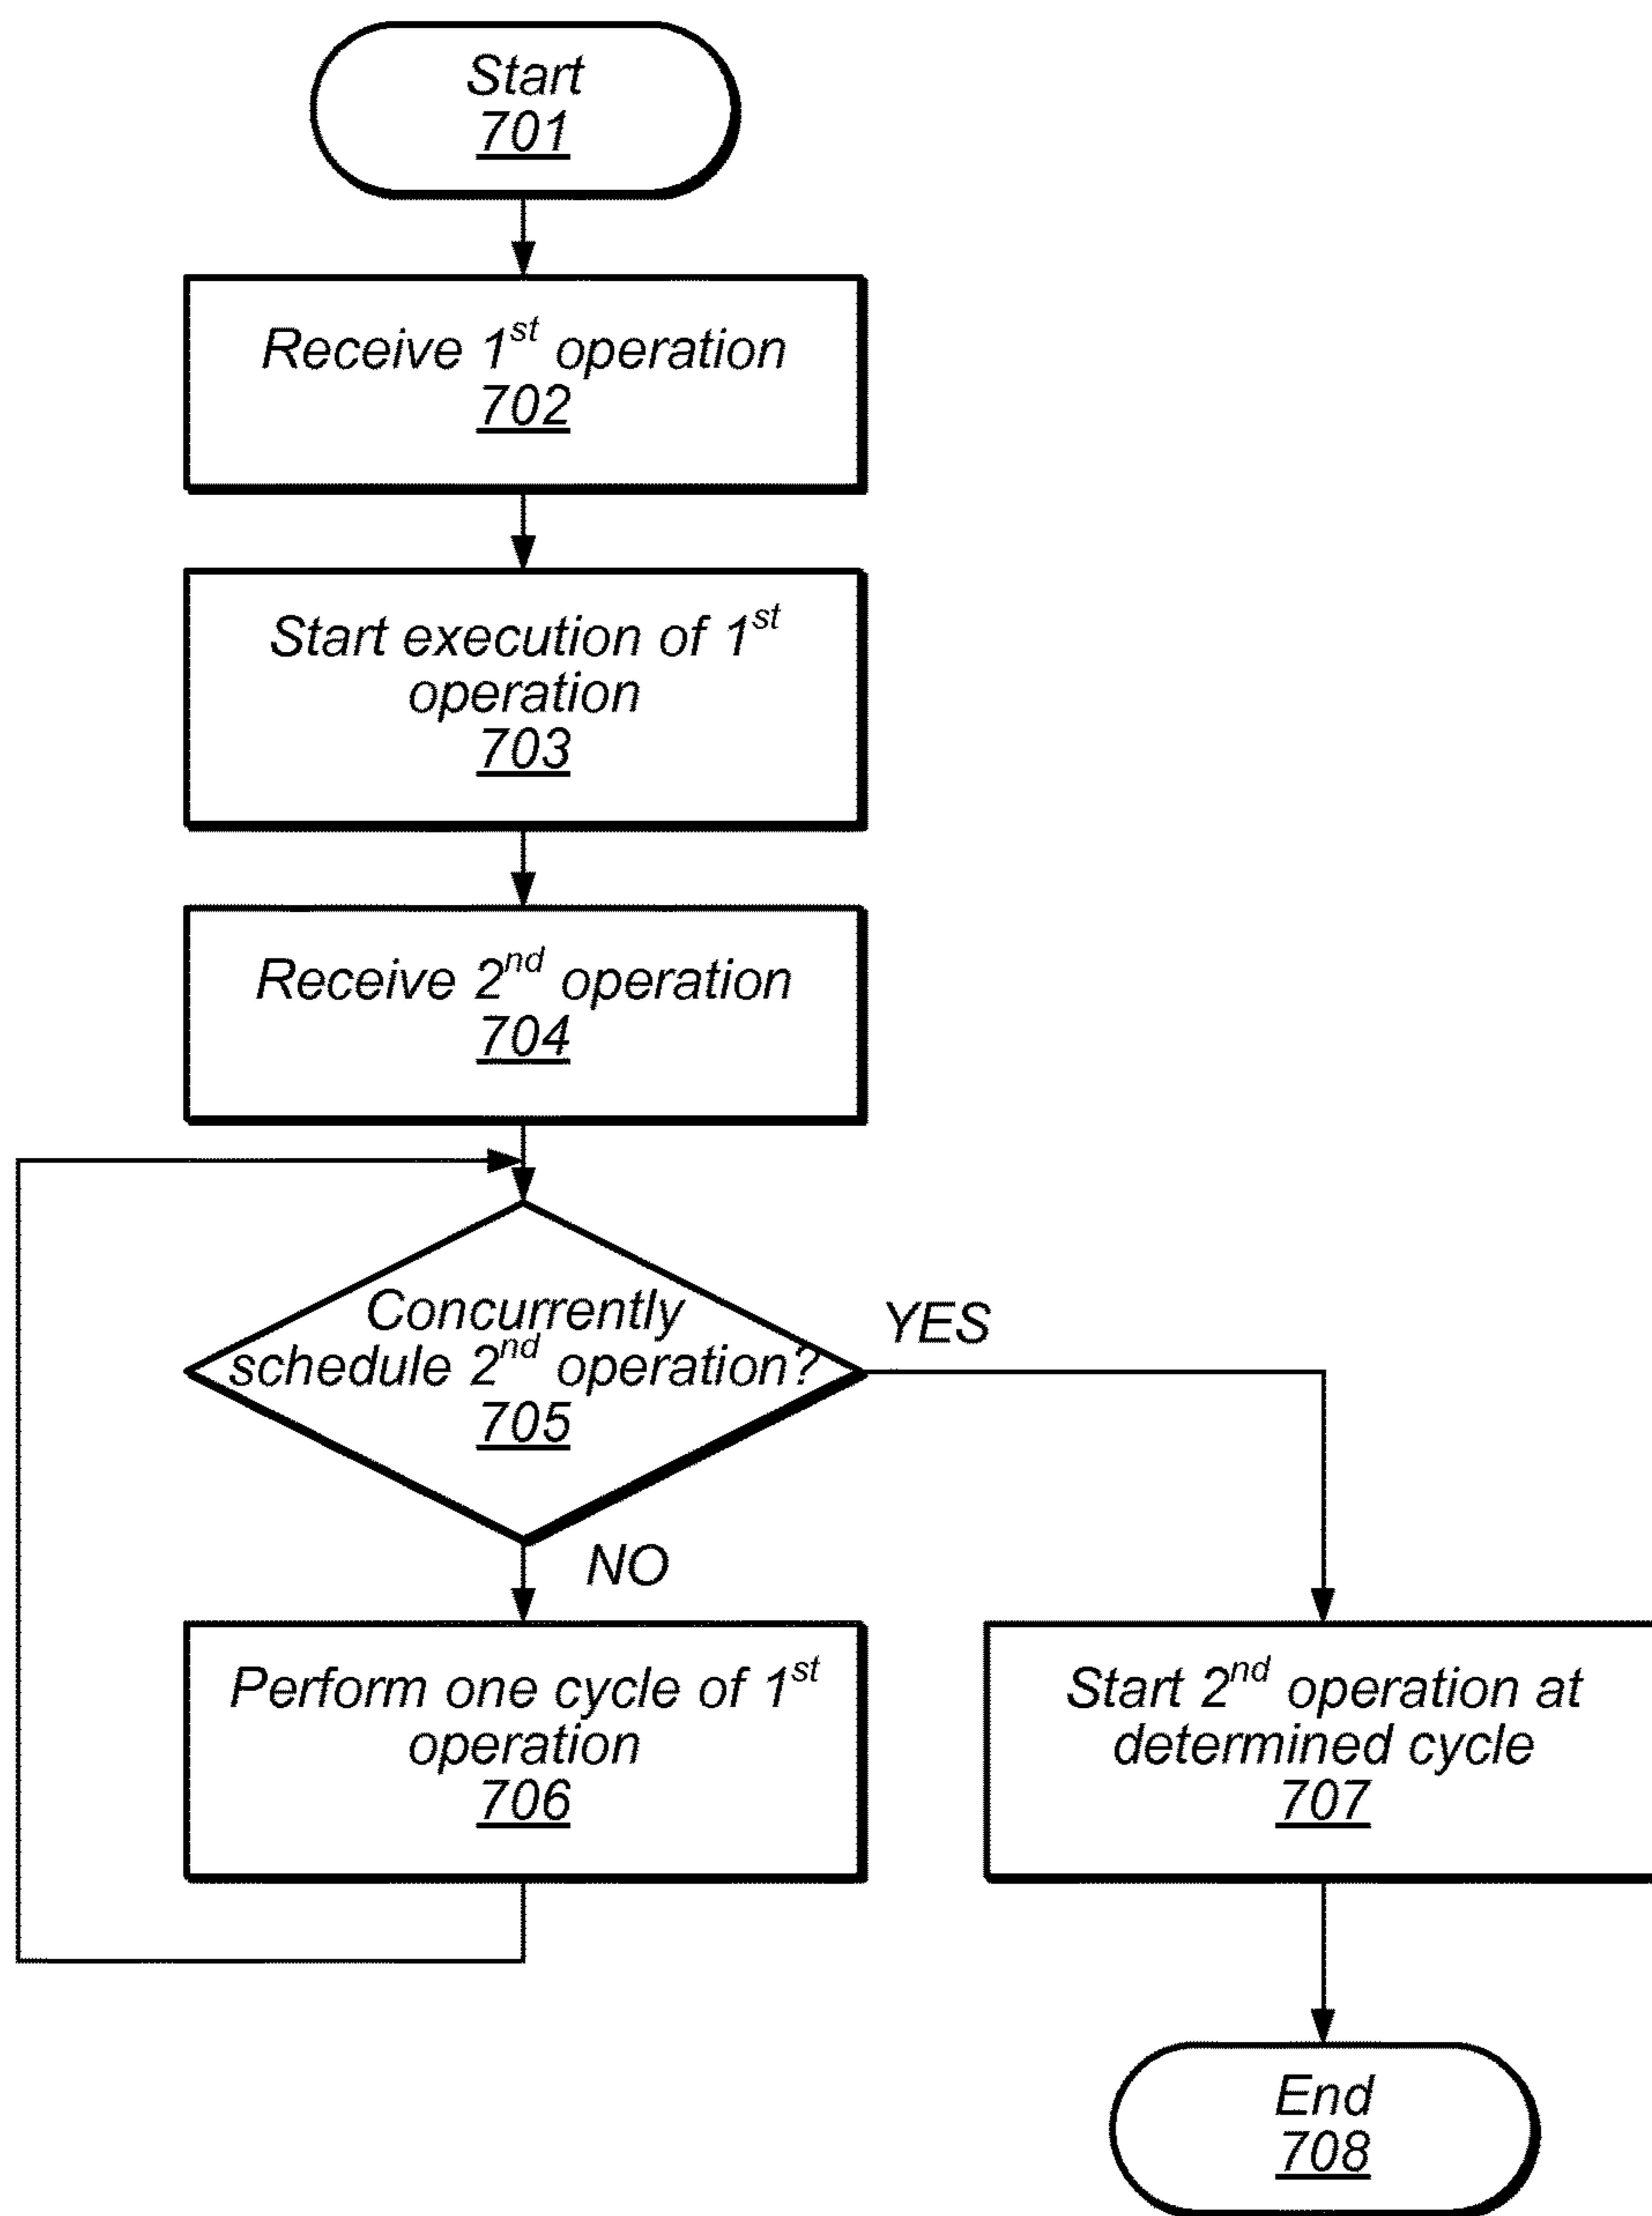 Start
701
Receive 1st operation
702
Start execution of 1st
operation
703
Receive 2nd operation
704
Concurrently
schedule 2nd operation?
705
YES
NO
Perform one cycle of 1st
operation
706
Start 2nd operation at
determined cycle
707
End
708